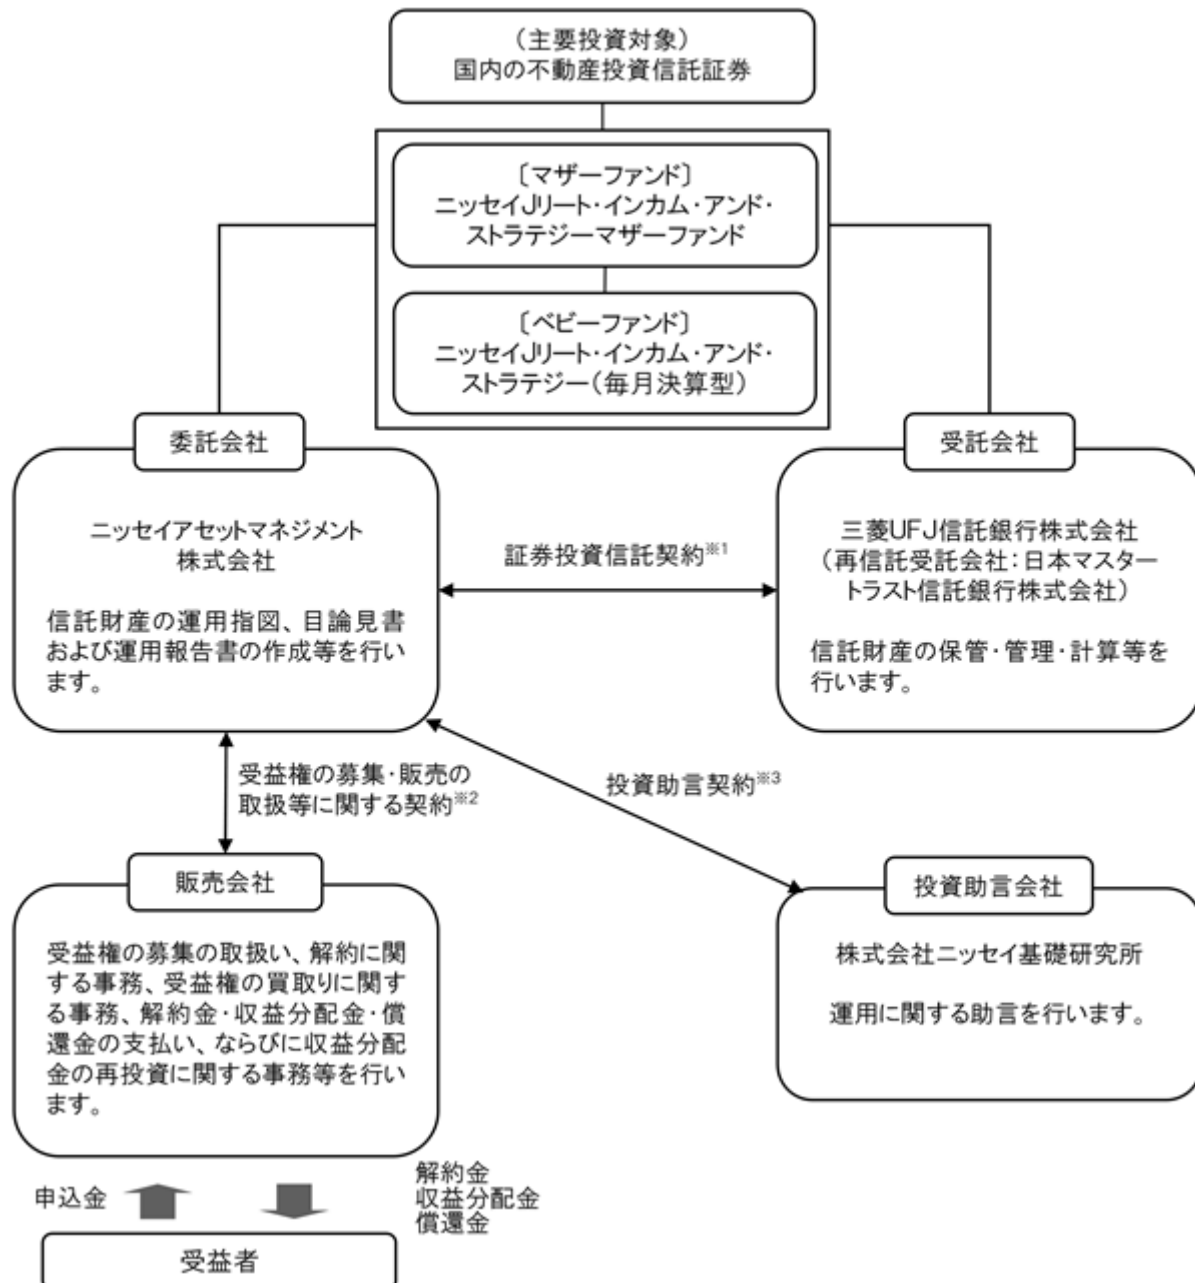 （主要投資対象）
国内の不動産投資信託証券
〔マザーファンド〕
ニッセイJリート・インカム・アンド・
ストラテジーマザーファンド
〔ベビーファンド〕
ニッセイJリート・インカム・アンド・
ストラテジー（毎月決算型）
委託会社
ニッセイアセットマネジメント
株式会社
信託財産の運用指図、目論見書
および運用報告書の作成等を行い
ます。
証券投資信託契約※1
受託会社
三菱UFJ信託銀行株式会社
（再信託受託会社：日本マスター
トラスト信託銀行株式会社）
信託財産の保管・管理・計算等を
行います。
受益権の募集・販売の
取扱等に関する契約※2
投資助言契約※3
販売会社
受益権の募集の取扱い、解約に関
する事務、受益権の買取りに関す
る事務、解約金・収益分配金・償
還金の支払い、ならびに収益分配
金の再投資に関する事務等を行い
ます。
投資助言会社
株式会社ニッセイ基礎研究所
運用に関する助言を行います。
申込金
解約金
収益分配金
償還金
受益者